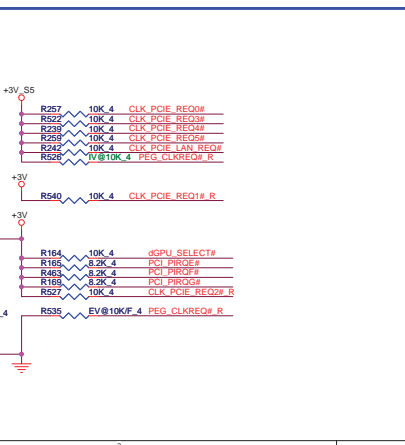 +3V_S5
R257 10K_4 CLK_PCIE_REQ0#
R522 10K_4 CLK_PCIE_REQ3#
R239 10K_4 CLK_PCIE_REQ4#
R259 10K_4 CLK_PCIE_REQ5#
R242 10K_4 CLK_PCIE_LAN_REQ#
R526 IV@10K_4 PEG_CLKREQ#_R
+3V
R540 10K_4 CLK_PCIE_REQ1#_R
+3V
R164 10K_4 dGPU_SELECT#
R165 8.2K_4 PCI_PIRQE#
R463 8.2K_4 PCI_PIRQF#
R169 8.2K_4 PCI_PIRQG#
R527 10K_4 CLK_PCIE_REQ2#_R
_4 R535 EV@10K/F_4 PEG_CLKREQ#_R